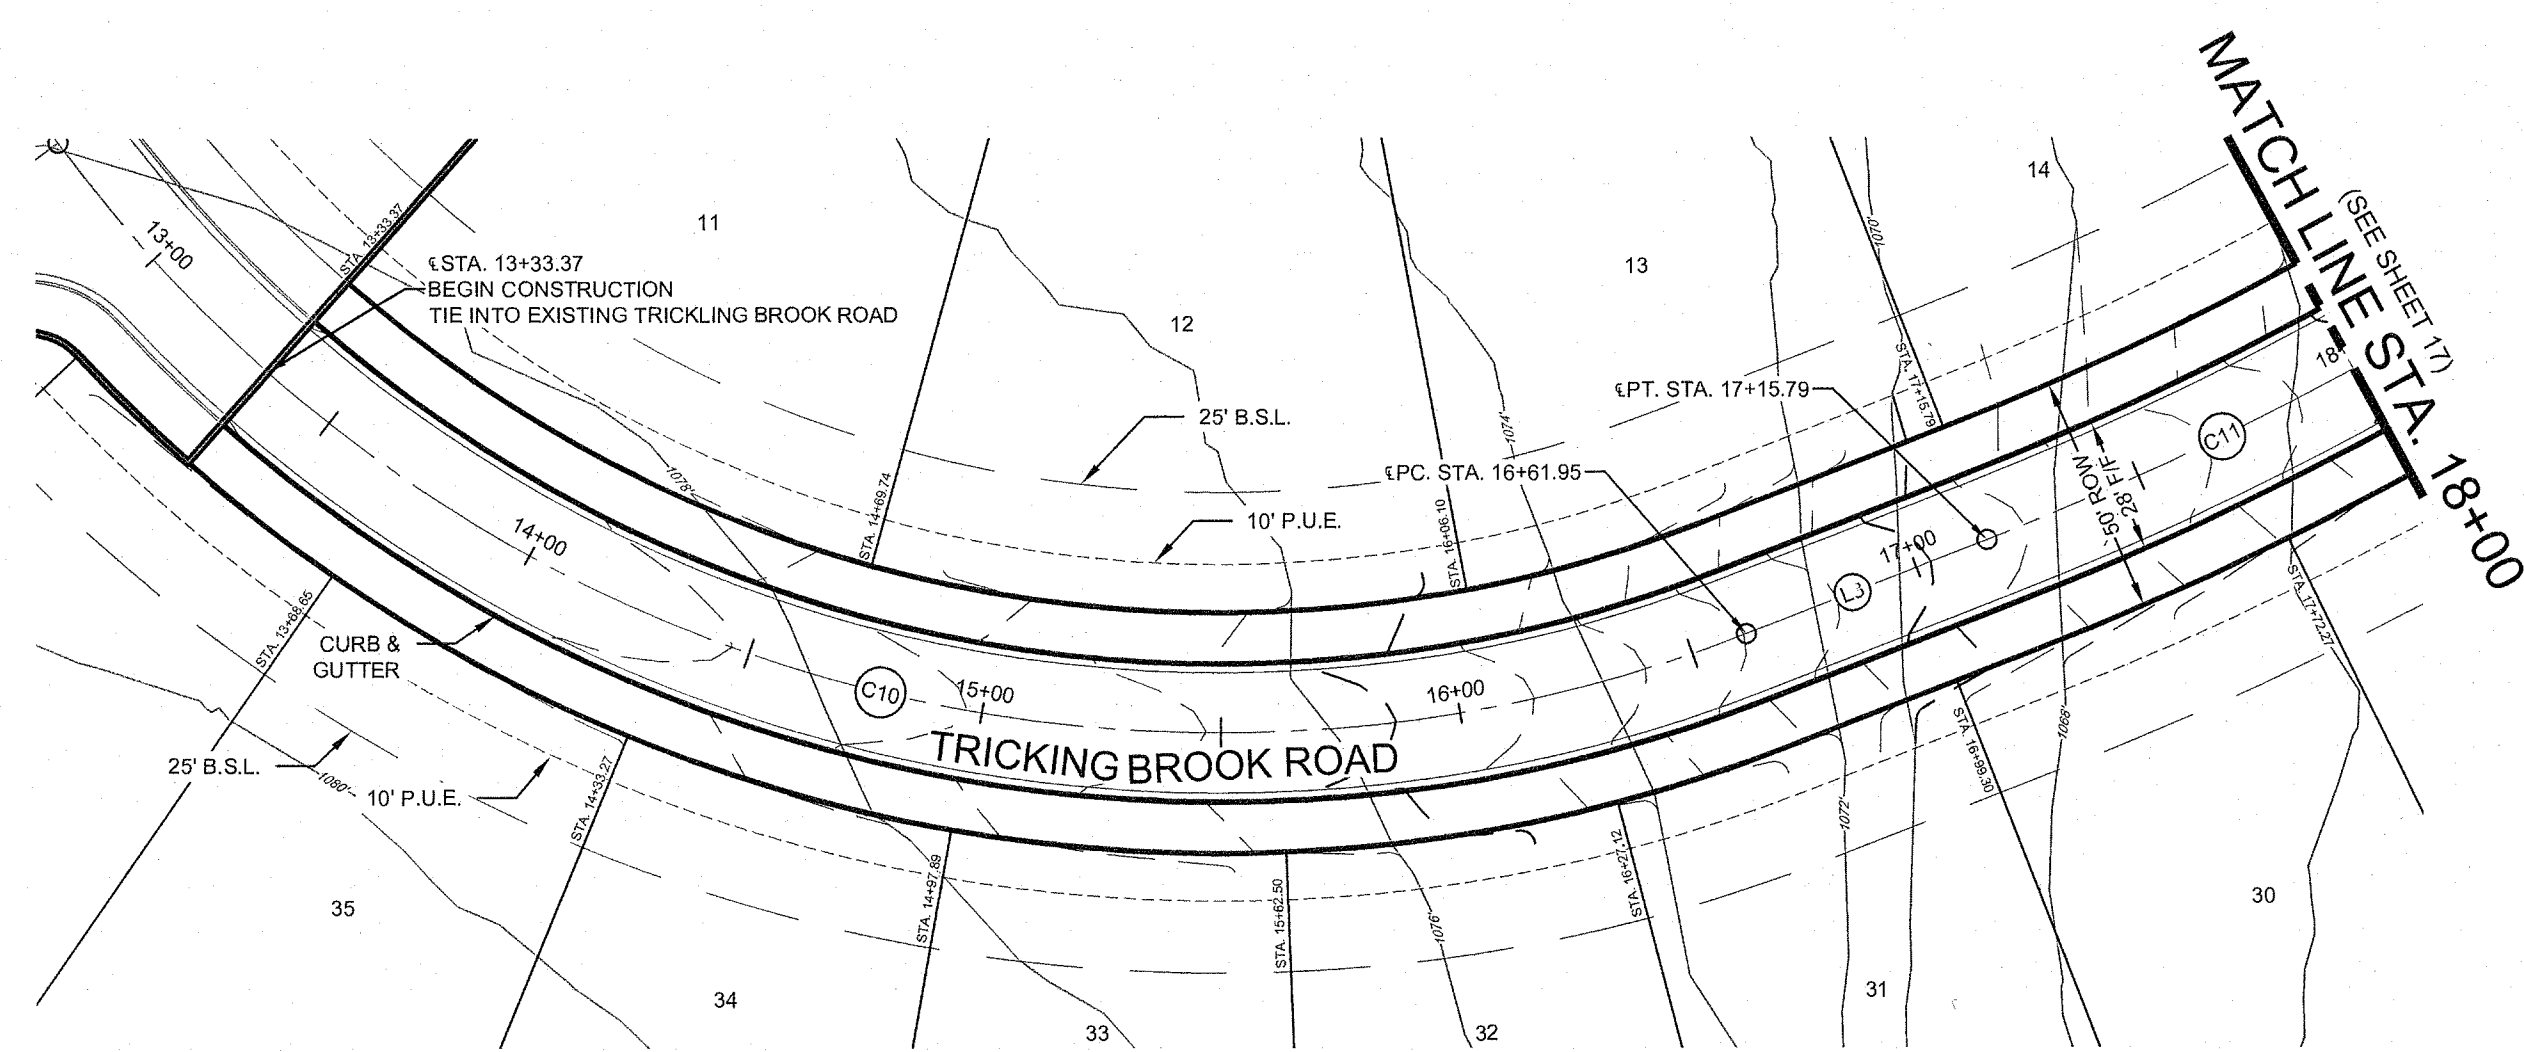 MATCH LINE STA. 18+00
(SEE SHEET 17)
13+00
STA. 13+33.37
℄STA. 13+33.37
BEGIN CONSTRUCTION
TIE INTO EXISTING TRICKLING BROOK ROAD
11
12
13
14
1070'
25' B.S.L.
10' P.U.E.
℄PT. STA. 17+15.79
℄PC. STA. 16+61.95
STA. 17+15.79
1074'
1078'
STA. 14+69.74
STA. 16+06.10
14+00
C10
15+00
16+00
L3
17+00
50' ROW
28' F/F
C11
18
TRICKING BROOK ROAD
STA. 13+68.65
CURB &
GUTTER
25' B.S.L.
1080'
10' P.U.E.
STA. 14+33.27
STA. 14+97.89
STA. 15+62.50
1076'
STA. 16+27.12
1072'
STA. 16+99.30
1068'
STA. 17+72.27
35
34
33
32
31
30